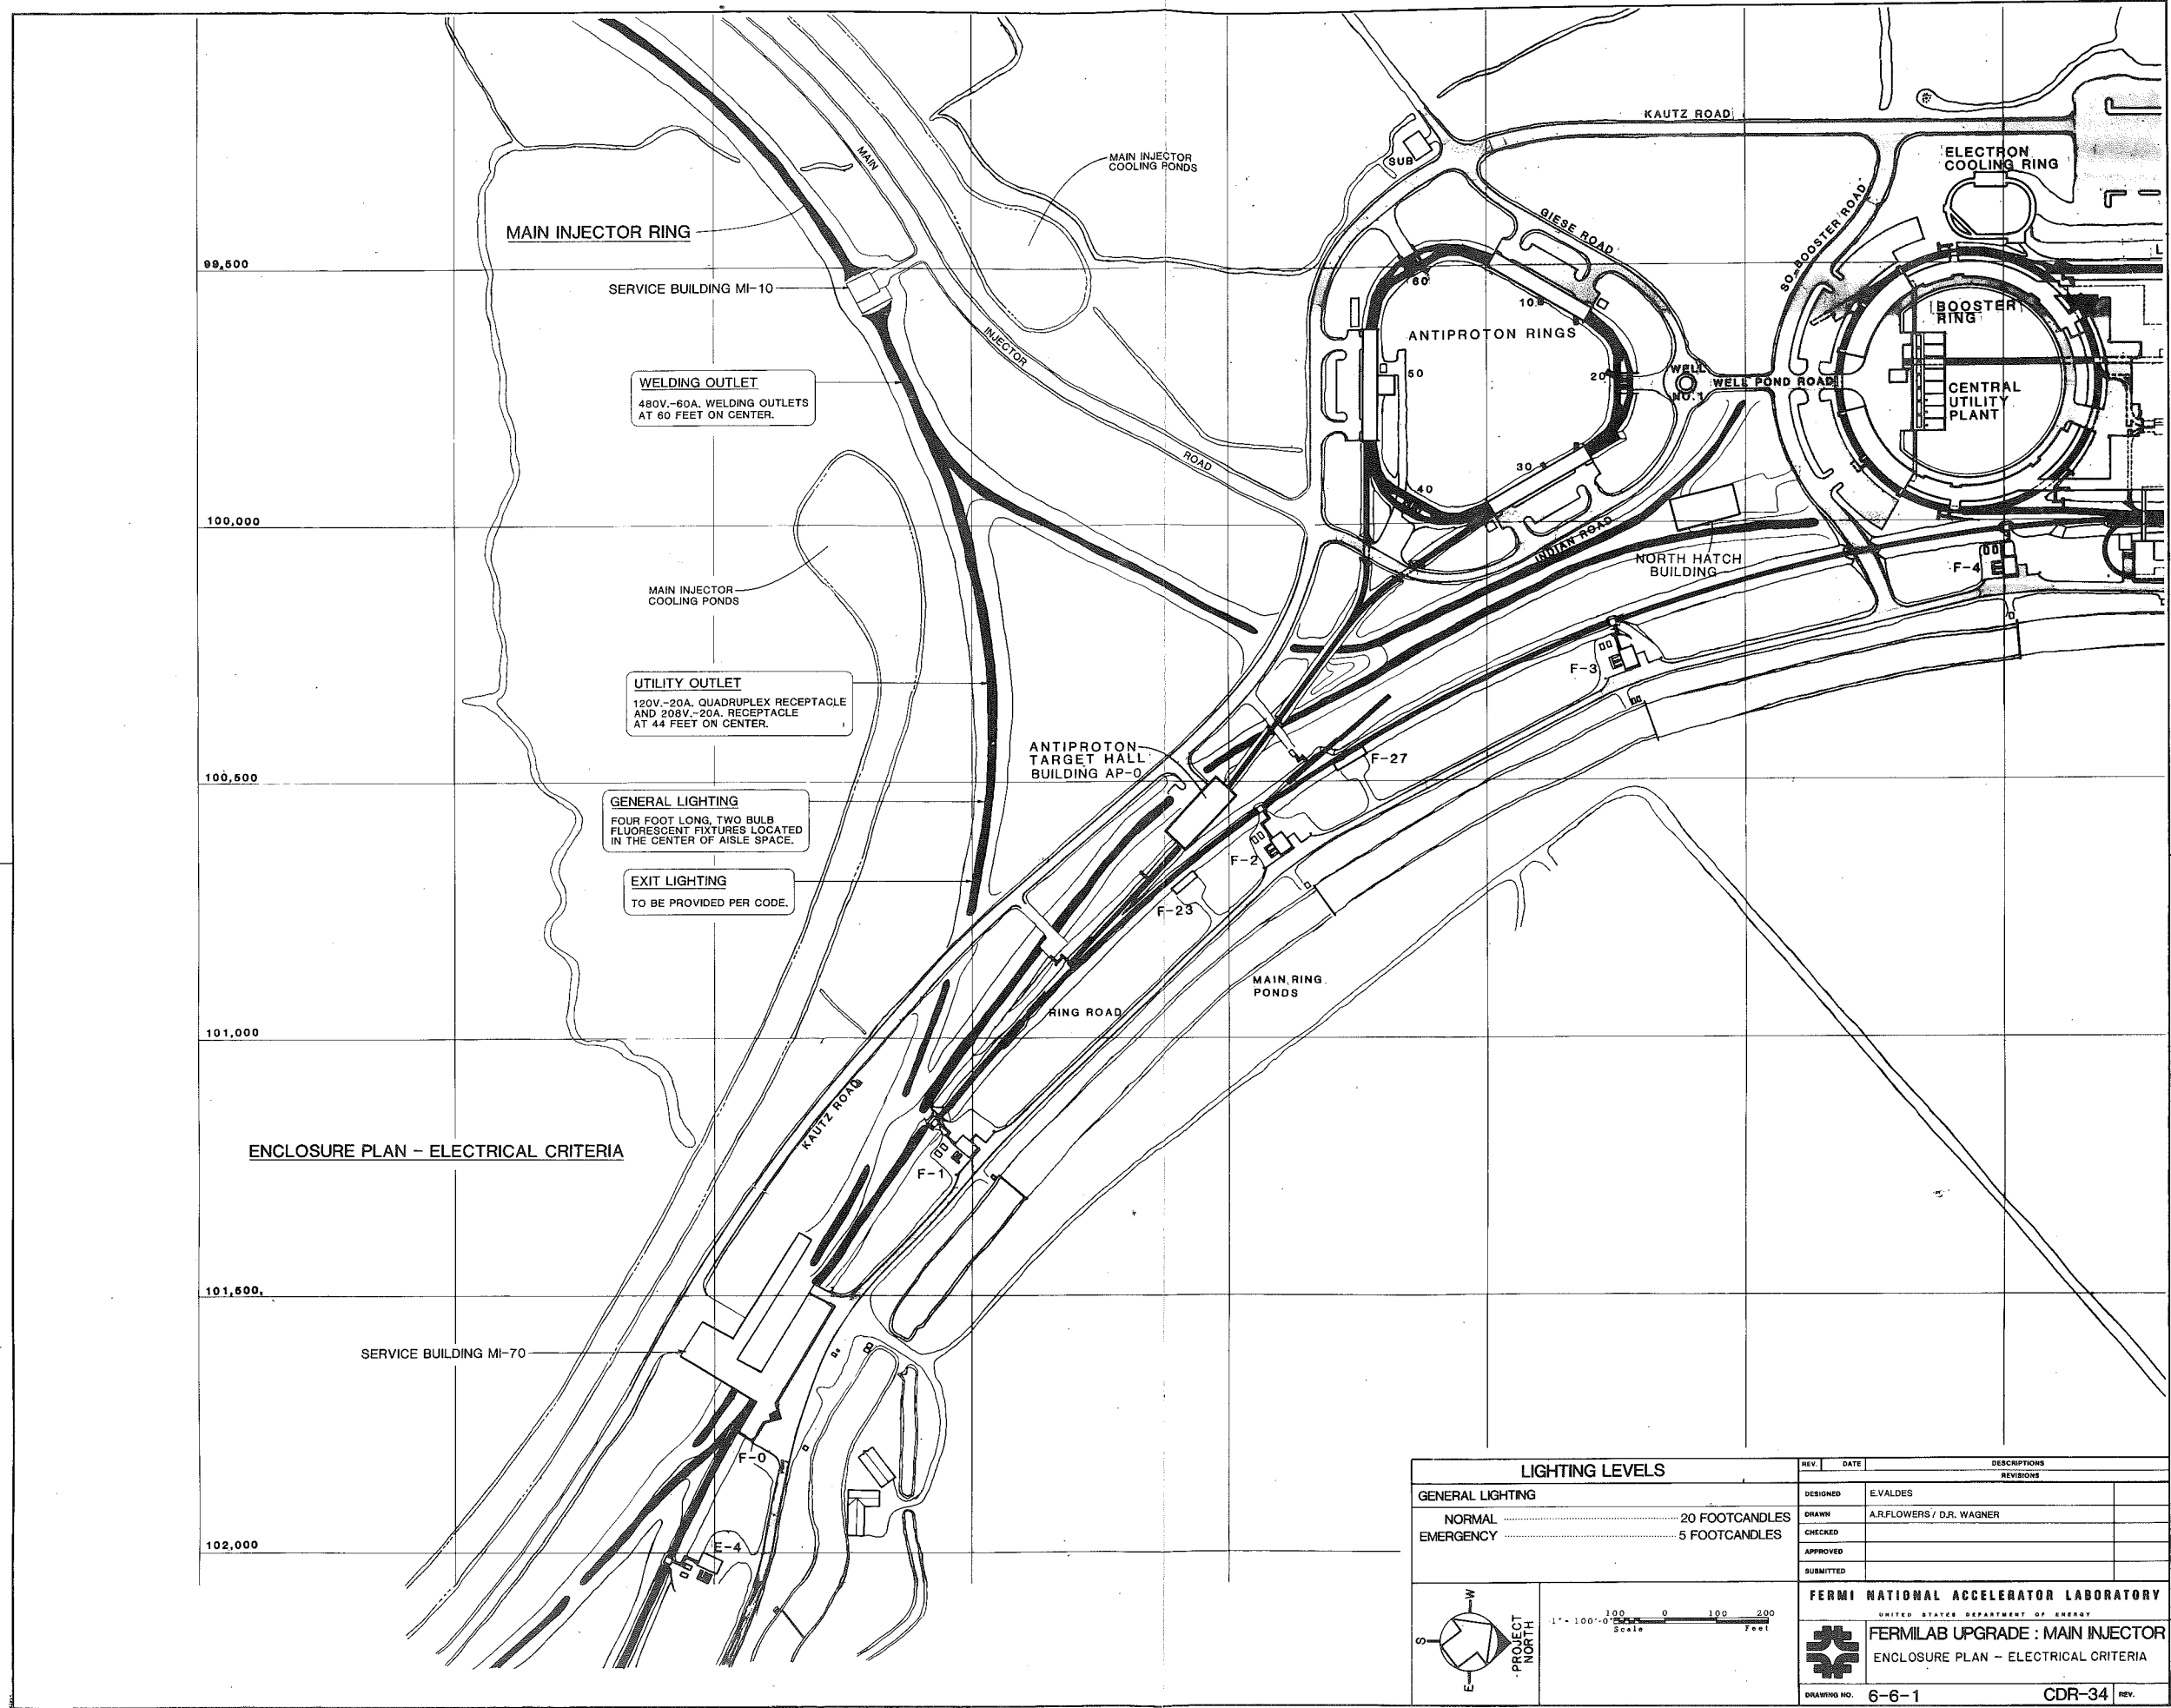 KAUTZ ROAD
ELECTRON
COOLING RING
MAIN INJECTOR
COOLING PONDS
SUB
MAIN
GIESE ROAD
SO. BOOSTER ROAD
MAIN INJECTOR RING
99,500
SERVICE BUILDING MI-10
60
10
BOOSTER
RING
ANTIPROTON RINGS
INJECTOR
50
20
WELL
NO. 1
WELL POND ROAD
CENTRAL
UTILITY
PLANT
WELDING OUTLET
480V.-60A. WELDING OUTLETS
AT 60 FEET ON CENTER.
ROAD
30
40
100,000
INDIAN ROAD
NORTH HATCH
BUILDING
F-4
MAIN INJECTOR
COOLING PONDS
F-3
UTILITY OUTLET
120V.-20A. QUADRUPLEX RECEPTACLE
AND 208V.-20A. RECEPTACLE
AT 44 FEET ON CENTER.
ANTIPROTON
TARGET HALL
BUILDING AP-0
F-27
100,500
GENERAL LIGHTING
FOUR FOOT LONG, TWO BULB
FLUORESCENT FIXTURES LOCATED
IN THE CENTER OF AISLE SPACE.
F-2
EXIT LIGHTING
TO BE PROVIDED PER CODE.
F-23
MAIN RING
PONDS
RING ROAD
101,000
KAUTZ ROAD
ENCLOSURE PLAN - ELECTRICAL CRITERIA
F-1
101,500
SERVICE BUILDING MI-70
F-0
102,000
E-4
LIGHTING LEVELS
GENERAL LIGHTING
NORMAL 20 FOOTCANDLES
EMERGENCY 5 FOOTCANDLES
REV. DATE DESCRIPTIONS
REVISIONS
DESIGNED E.VALDES
DRAWN A.R.FLOWERS / D.R. WAGNER
CHECKED
APPROVED
SUBMITTED
W
S
E
PROJECT
NORTH
1" - 100'-0"
100 0 100 200
Scale Feet
FERMI NATIONAL ACCELERATOR LABORATORY
UNITED STATES DEPARTMENT OF ENERGY
FERMILAB UPGRADE : MAIN INJECTOR
ENCLOSURE PLAN - ELECTRICAL CRITERIA
DRAWING NO. 6-6-1 CDR-34 REV.